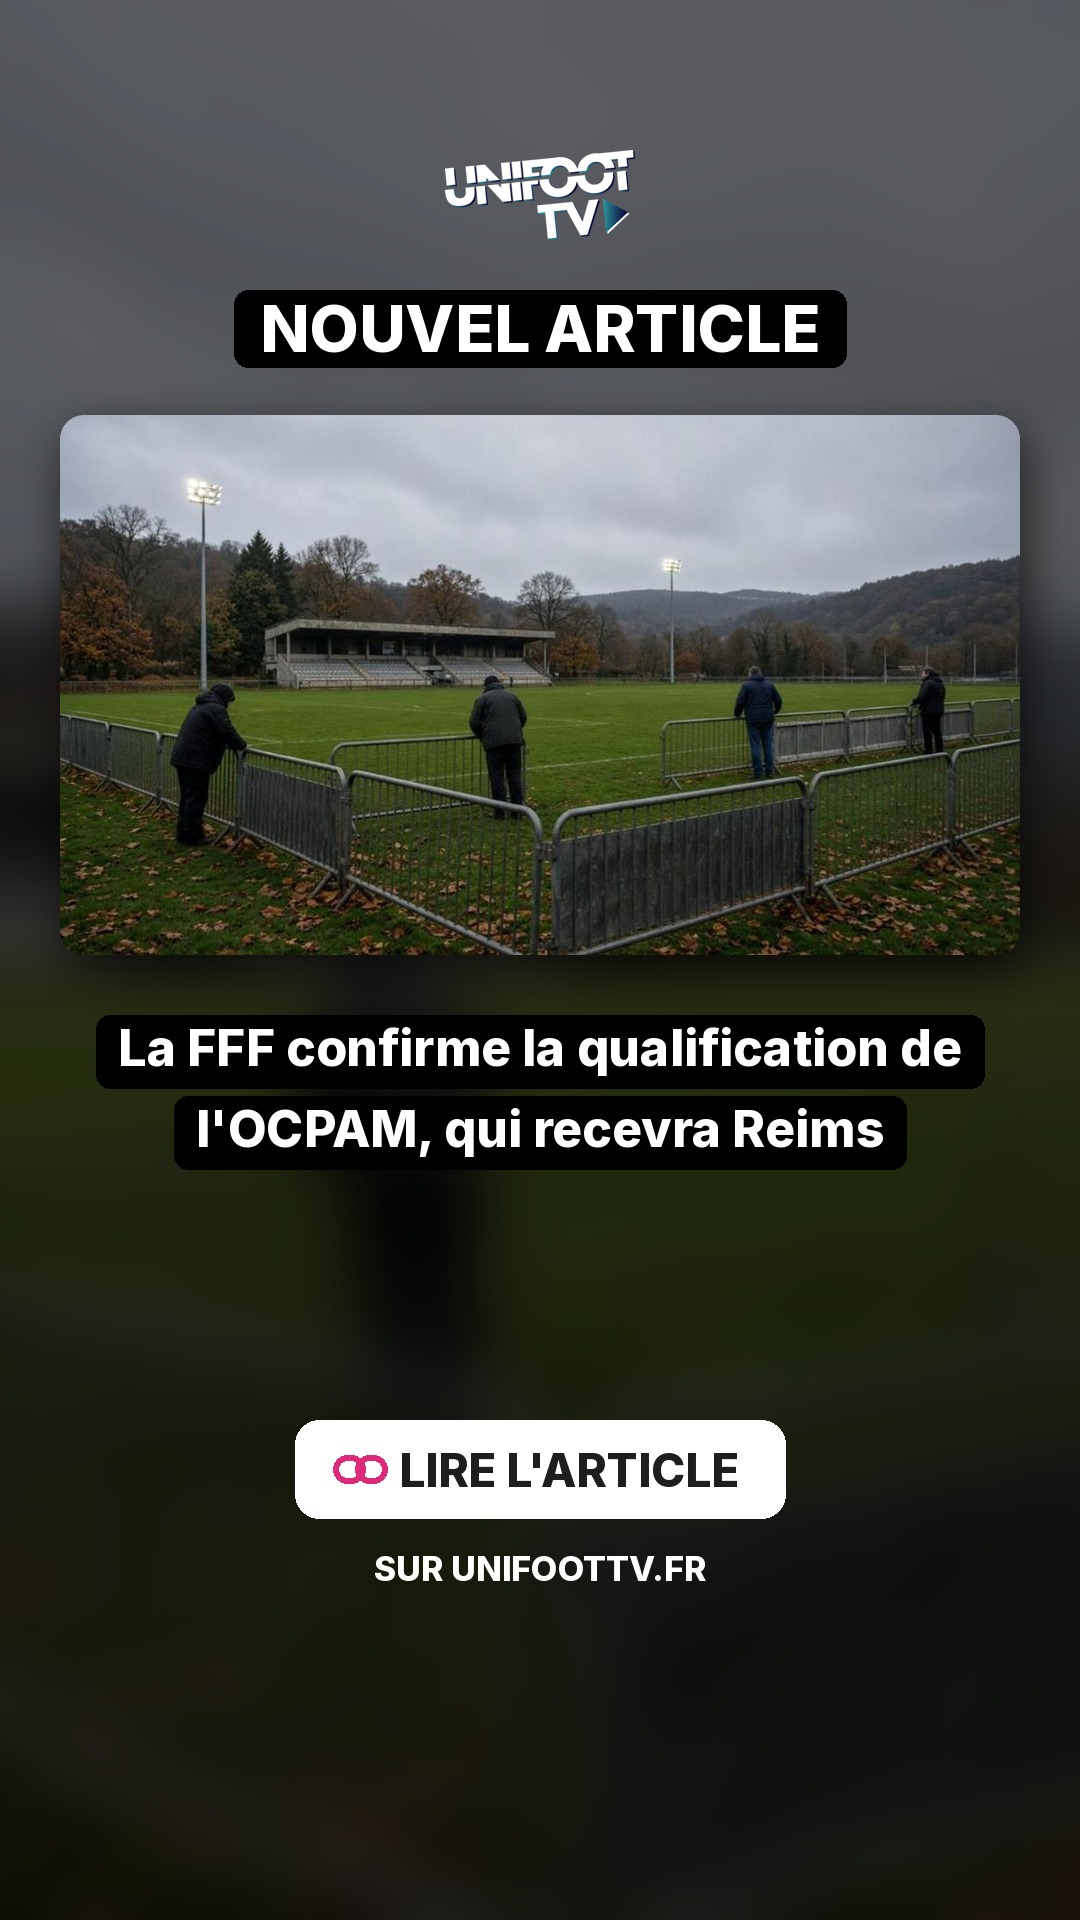 UNIFOOT
TV
NOUVEL ARTICLE
La FFF confirme la qualification de
l'OCPAM, qui recevra Reims
LIRE L'ARTICLE
SUR UNIFOOTTV.FR